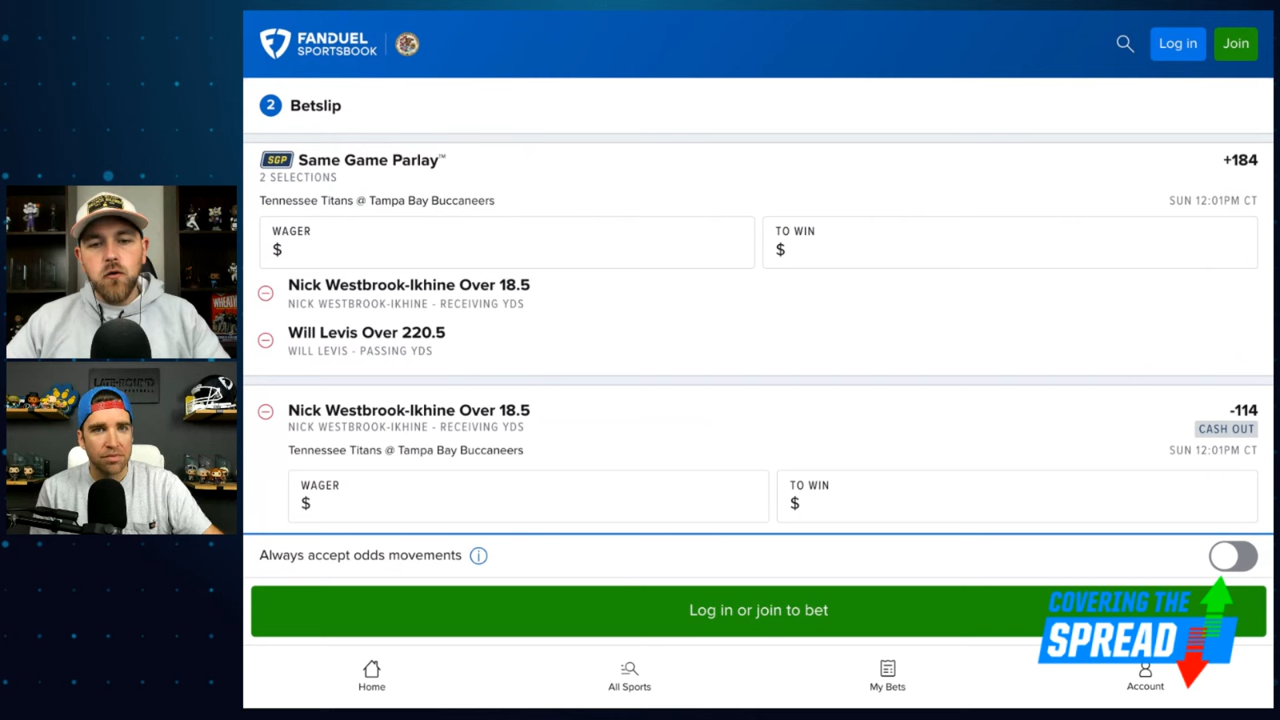 FANDUEL
SPORTSBOOK
Log in
Join
2 Betslip
SGP Same Game Parlay™
+184
2 SELECTIONS
Tennessee Titans @ Tampa Bay Buccaneers
SUN 12:01PM CT
WAGER
$
TO WIN
$
Nick Westbrook-Ikhine Over 18.5
NICK WESTBROOK-IKHINE - RECEIVING YDS
Will Levis Over 220.5
WILL LEVIS - PASSING YDS
Nick Westbrook-Ikhine Over 18.5
-114
NICK WESTBROOK-IKHINE - RECEIVING YDS
CASH OUT
Tennessee Titans @ Tampa Bay Buccaneers
SUN 12:01PM CT
WAGER
$
TO WIN
$
Always accept odds movements
Log in or join to bet
COVERING THE
SPREAD
Home
All Sports
My Bets
Account